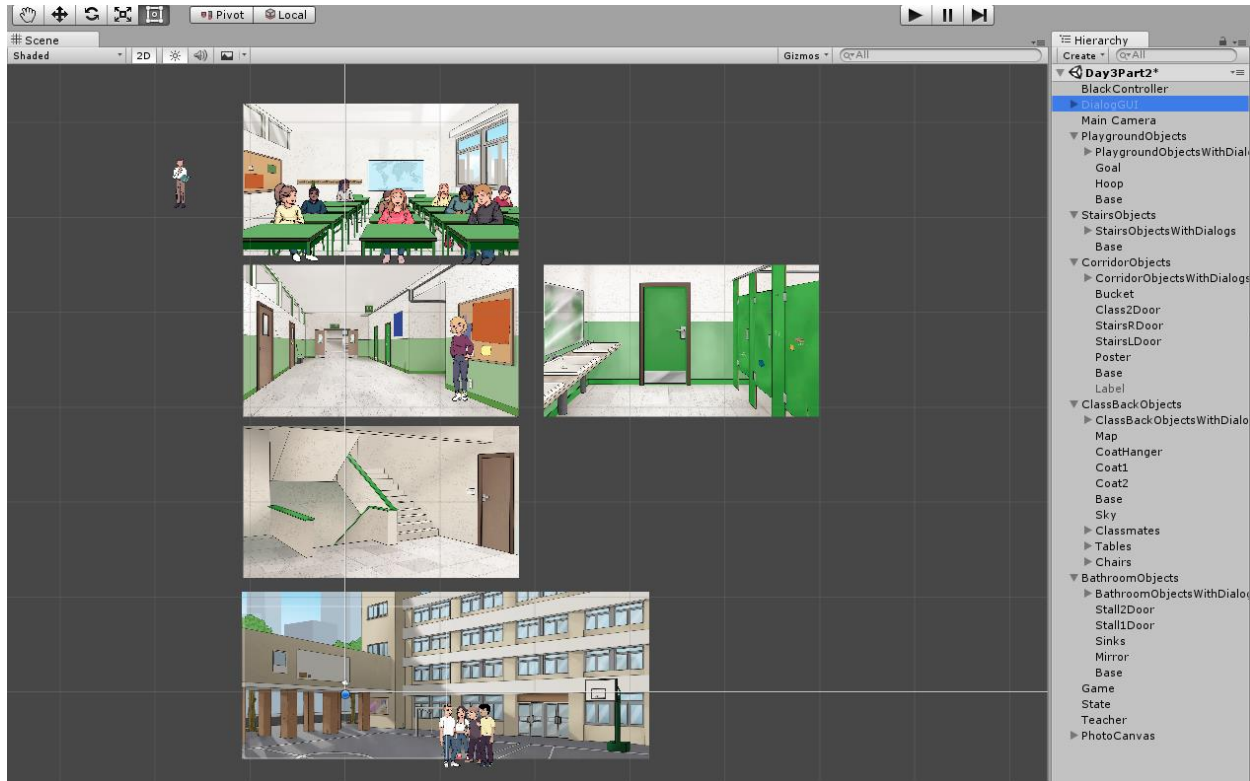 Pivot Local
Scene
Shaded 2D Gizmos All
Hierarchy
Create All
Day3Part2*
BlackController
DialogGUI
Main Camera
PlaygroundObjects
PlaygroundObjectsWithDial
Goal
Hoop
Base
StairsObjects
StairsObjectsWithDialogs
Base
CorridorObjects
CorridorObjectsWithDialogs
Bucket
Class2Door
StairsRDoor
StairsLDoor
Poster
Base
Label
ClassBackObjects
ClassBackObjectsWithDialo
Map
CoatHanger
Coat1
Coat2
Base
Sky
Classmates
Tables
Chairs
BathroomObjects
BathroomObjectsWithDialog
Stall2Door
Stall1Door
Sinks
Mirror
Base
Game
State
Teacher
PhotoCanvas